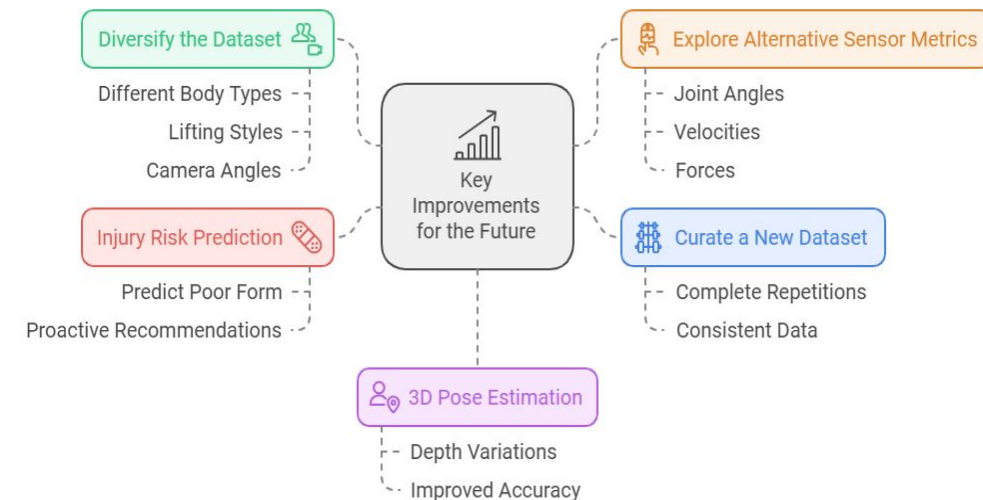 Diversify the Dataset
Different Body Types
Lifting Styles
Camera Angles
Injury Risk Prediction
Predict Poor Form
Proactive Recommendations
Key
Improvements
for the Future
Explore Alternative Sensor Metrics
Joint Angles
Velocities
Forces
Curate a New Dataset
Complete Repetitions
Consistent Data
3D Pose Estimation
Depth Variations
Improved Accuracy